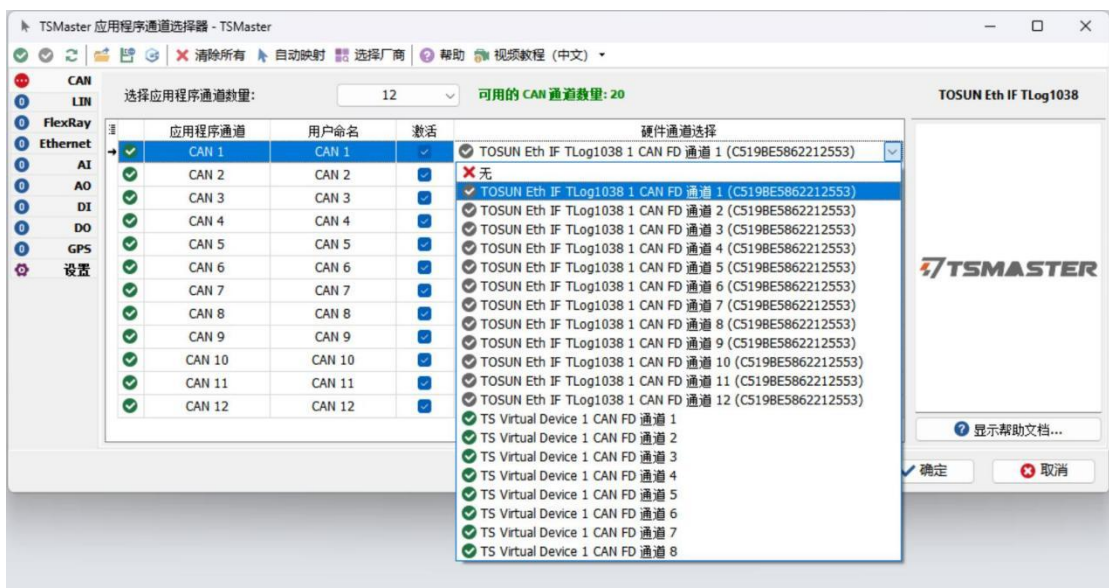 TSMaster 应用程序通道选择器 - TSMaster
清除所有 自动映射 选择厂商 帮助 视频教程 (中文)
CAN
0 LIN
0 FlexRay
0 Ethernet
0 AI
0 AO
0 DI
0 DO
0 GPS
设置
选择应用程序通道数量: 12 可用的 CAN 通道数量: 20 TOSUN Eth IF TLog1038
应用程序通道 用户命名 激活 硬件通道选择
CAN 1 CAN 1 TOSUN Eth IF TLog1038 1 CAN FD 通道 1 (C519BE5862212553)
CAN 2 CAN 2
CAN 3 CAN 3
CAN 4 CAN 4
CAN 5 CAN 5
CAN 6 CAN 6
CAN 7 CAN 7
CAN 8 CAN 8
CAN 9 CAN 9
CAN 10 CAN 10
CAN 11 CAN 11
CAN 12 CAN 12
无
TOSUN Eth IF TLog1038 1 CAN FD 通道 1 (C519BE5862212553)
TOSUN Eth IF TLog1038 1 CAN FD 通道 2 (C519BE5862212553)
TOSUN Eth IF TLog1038 1 CAN FD 通道 3 (C519BE5862212553)
TOSUN Eth IF TLog1038 1 CAN FD 通道 4 (C519BE5862212553)
TOSUN Eth IF TLog1038 1 CAN FD 通道 5 (C519BE5862212553)
TOSUN Eth IF TLog1038 1 CAN FD 通道 6 (C519BE5862212553)
TOSUN Eth IF TLog1038 1 CAN FD 通道 7 (C519BE5862212553)
TOSUN Eth IF TLog1038 1 CAN FD 通道 8 (C519BE5862212553)
TOSUN Eth IF TLog1038 1 CAN FD 通道 9 (C519BE5862212553)
TOSUN Eth IF TLog1038 1 CAN FD 通道 10 (C519BE5862212553)
TOSUN Eth IF TLog1038 1 CAN FD 通道 11 (C519BE5862212553)
TOSUN Eth IF TLog1038 1 CAN FD 通道 12 (C519BE5862212553)
TS Virtual Device 1 CAN FD 通道 1
TS Virtual Device 1 CAN FD 通道 2
TS Virtual Device 1 CAN FD 通道 3
TS Virtual Device 1 CAN FD 通道 4
TS Virtual Device 1 CAN FD 通道 5
TS Virtual Device 1 CAN FD 通道 6
TS Virtual Device 1 CAN FD 通道 7
TS Virtual Device 1 CAN FD 通道 8
TSMASTER
显示帮助文档...
确定 取消